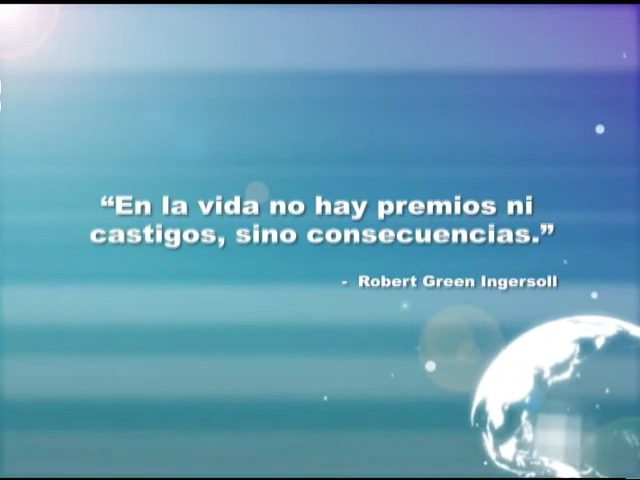 “En la vida no hay premios ni
castigos, sino consecuencias.”
- Robert Green Ingersoll